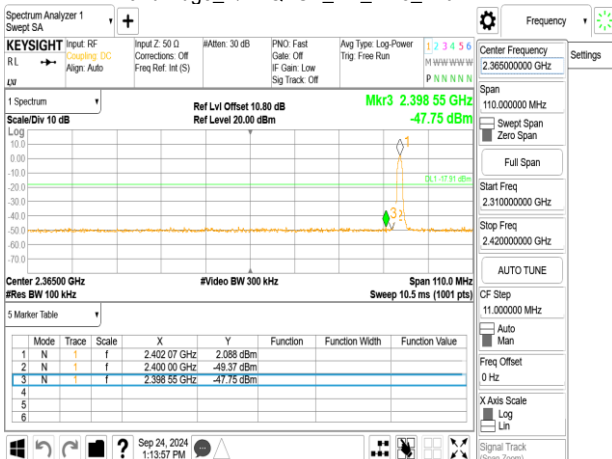 Spectrum Analyzer 1
Swept SA
Frequency
KEYSIGHT
RL
Input: RF
Coupling: DC
Align: Auto
Input Z: 50 Ω
Corrections: Off
Freq Ref: Int (S)
#Atten: 30 dB
PNO: Fast
Gate: Off
IF Gain: Low
Sig Track: Off
Avg Type: Log-Power
Trig: Free Run
1 2 3 4 5 6
M W W W W W
P N N N N N
Center Frequency
2.365000000 GHz
Settings
1 Spectrum
Scale/Div 10 dB
Ref Lvl Offset 10.80 dB
Ref Level 20.00 dBm
Mkr3 2.398 55 GHz
-47.75 dBm
Span
110.000000 MHz
Swept Span
Zero Span
Full Span
Start Freq
2.310000000 GHz
Stop Freq
2.420000000 GHz
AUTO TUNE
CF Step
11.000000 MHz
Auto
Man
Freq Offset
0 Hz
X Axis Scale
Log
Lin
Signal Track
(Span Zoom)
Log
10.0
0.00
-10.0
-20.0
-30.0
-40.0
-50.0
-60.0
-70.0
1
DL1 -17.91 dBm
3
2
Center 2.36500 GHz
#Res BW 100 kHz
#Video BW 300 kHz
Span 110.0 MHz
Sweep 10.5 ms (1001 pts)
5 Marker Table
Mode Trace Scale X Y Function Function Width Function Value
1 N 1 f 2.402 07 GHz 2.088 dBm
2 N 1 f 2.400 00 GHz -49.37 dBm
3 N 1 f 2.398 55 GHz -47.75 dBm
4
5
6
?
Sep 24, 2024
1:13:57 PM